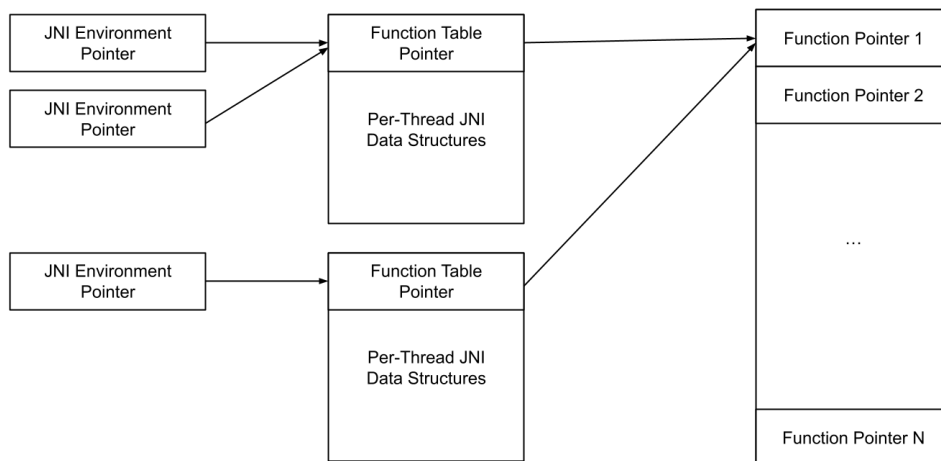 JNI Environment
Pointer
JNI Environment
Pointer
Function Table
Pointer
Per-Thread JNI
Data Structures
JNI Environment
Pointer
Function Table
Pointer
Per-Thread JNI
Data Structures
Function Pointer 1
Function Pointer 2
...
Function Pointer N